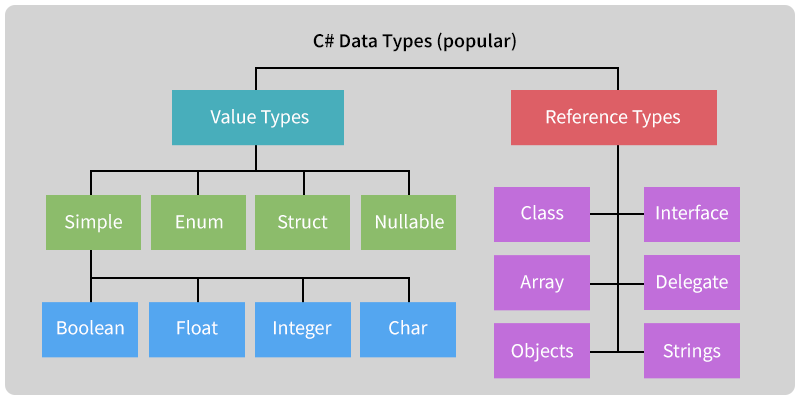 C# Data Types (popular)
Value Types
Reference Types
Simple
Enum
Struct
Nullable
Boolean
Float
Integer
Char
Class
Interface
Array
Delegate
Objects
Strings